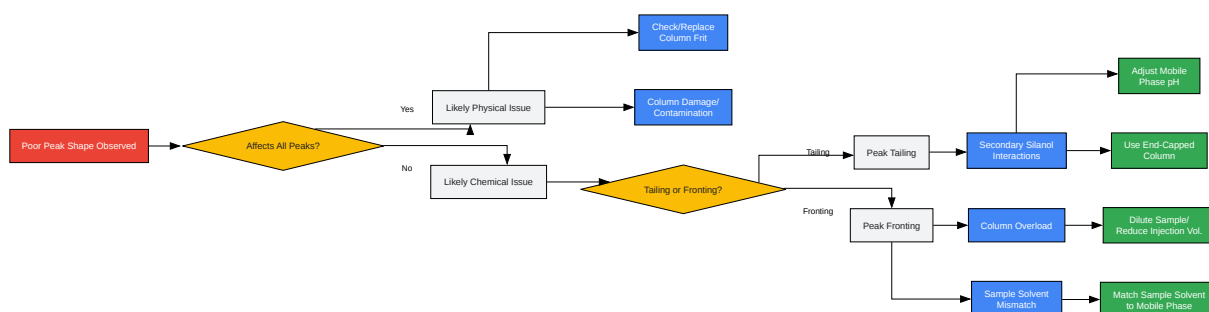 Check/Replace
Column Frit
Adjust Mobile
Phase pH
Likely Physical Issue
Column Damage/
Contamination
Yes
Poor Peak Shape Observed
Affects All Peaks?
Tailing
Peak Tailing
Secondary Silanol
Interactions
Use End-Capped
Column
No
Likely Chemical Issue
Tailing or Fronting?
Fronting
Peak Fronting
Column Overload
Dilute Sample/
Reduce Injection Vol.
Sample Solvent
Mismatch
Match Sample Solvent
to Mobile Phase